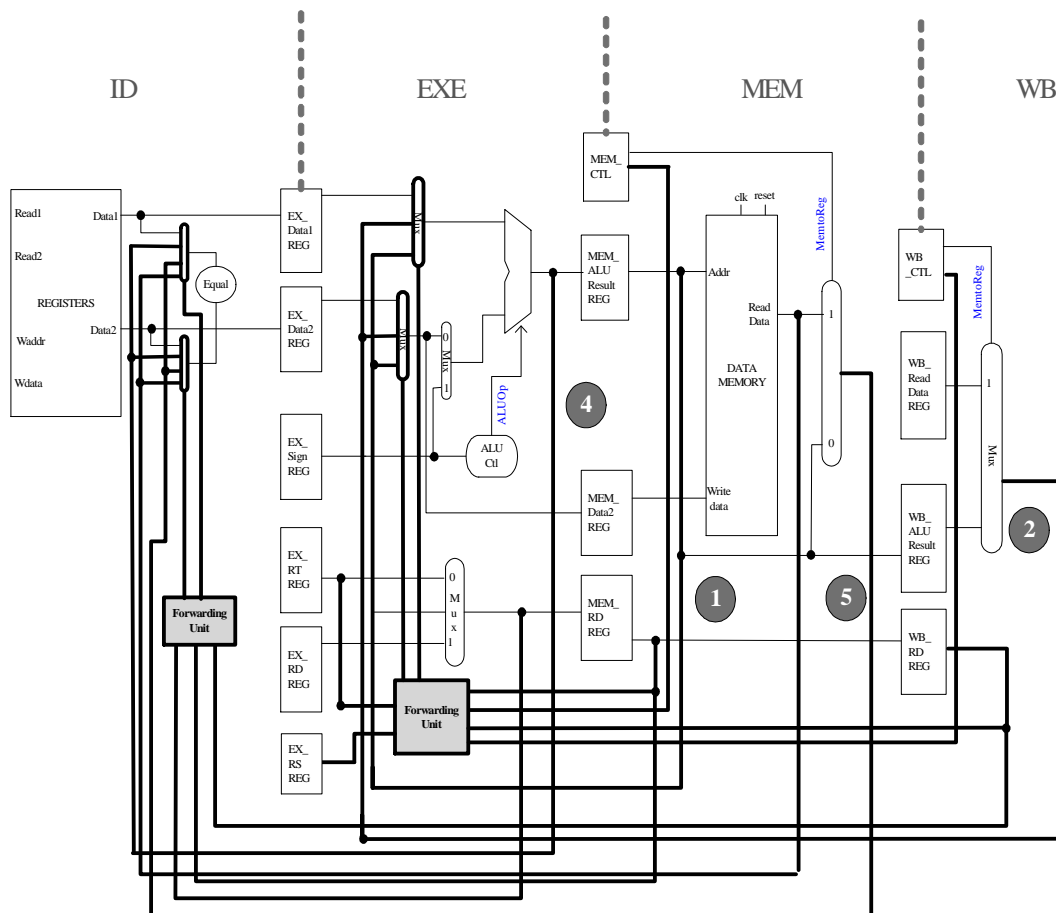 ID
EXE
MEM
WB
Read1
Data1
Read2
Equal
REGISTERS
Data2
Waddr
Wdata
Forwarding
Unit
EX_
Data1
REG
EX_
Data2
REG
EX_
Sign
REG
EX_
RT
REG
EX_
RD
REG
EX_
RS
REG
Mux
Mux
0
Mux
1
ALUOp
ALU
Ctl
0
M
u
x
1
Forwarding
Unit
MEM_
CTL
MEM_
ALU
Result
REG
4
MEM_
Data2
REG
MEM_
RD
REG
clk reset
Addr
Read
Data
DATA
MEMORY
Write
data
MemtoReg
1
0
1
5
WB
_CTL
MemtoReg
WB_
Read
Data
REG
1
Mux
WB_
ALU
Result
REG
2
WB_
RD
REG